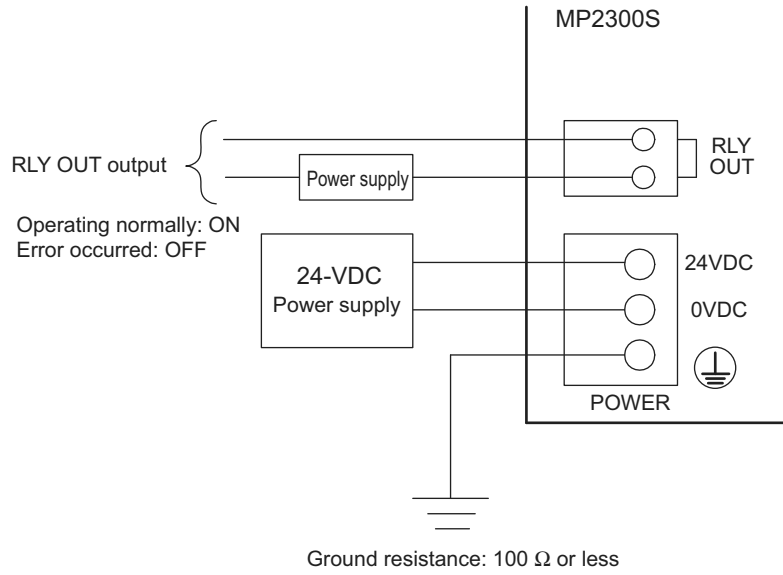 MP2300S
RLY OUT output
Power supply
RLY
OUT
Operating normally: ON
Error occurred: OFF
24-VDC
Power supply
24VDC
0VDC
POWER
Ground resistance: 100 Ω or less